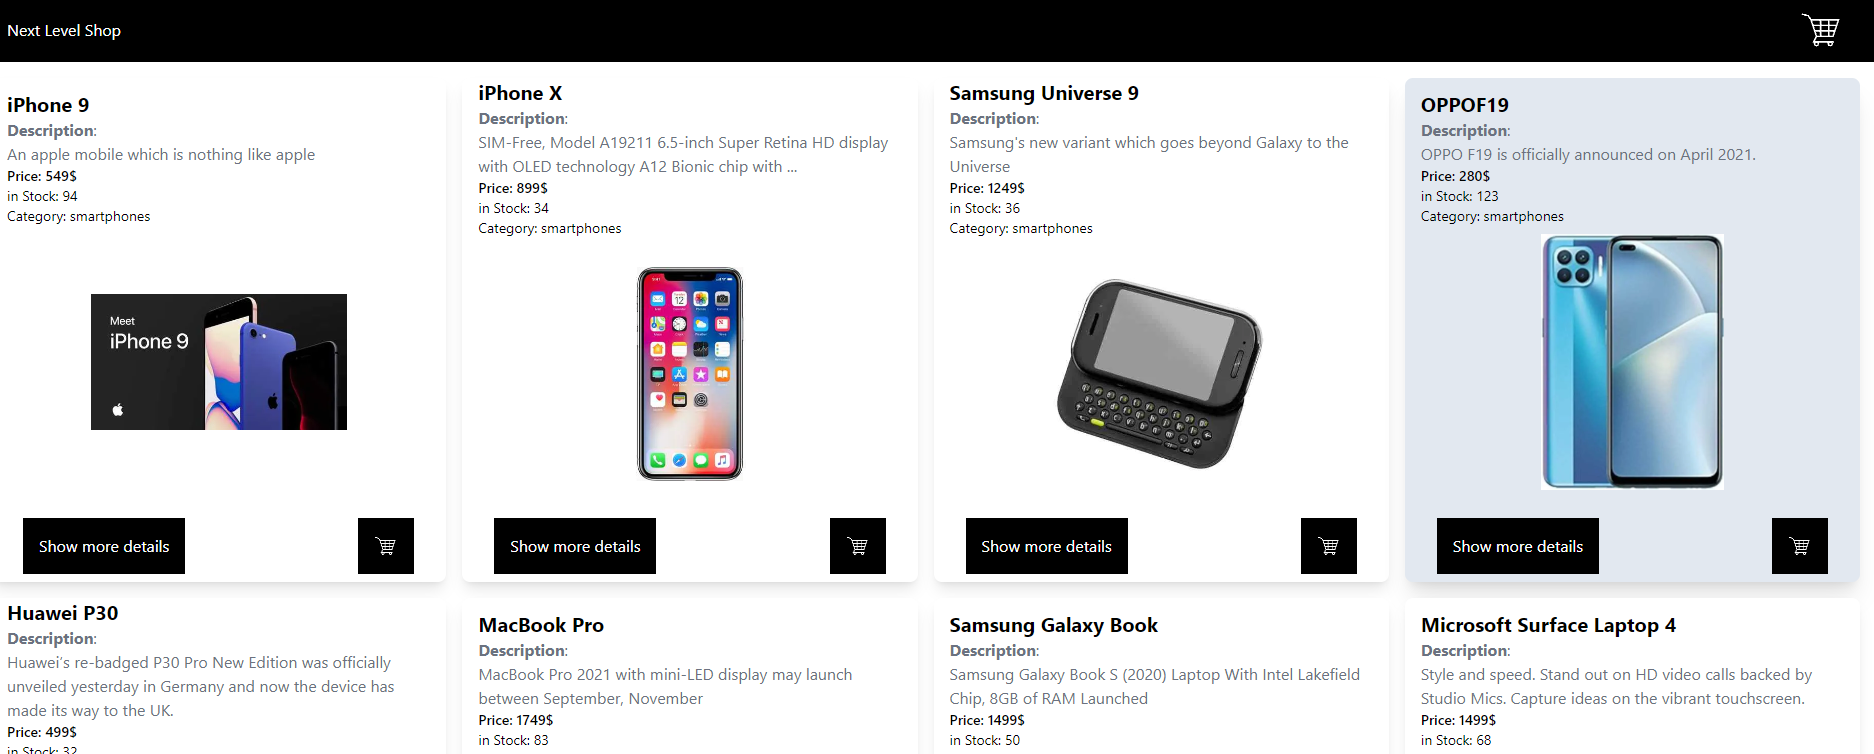 Next Level Shop
iPhone 9
Description:
An apple mobile which is nothing like apple
Price: 549$
in Stock: 94
Category: smartphones
Meet
iPhone 9
Show more details
iPhone X
Description:
SIM-Free, Model A19211 6.5-inch Super Retina HD display
with OLED technology A12 Bionic chip with ...
Price: 899$
in Stock: 34
Category: smartphones
Show more details
Samsung Universe 9
Description:
Samsung's new variant which goes beyond Galaxy to the
Universe
Price: 1249$
in Stock: 36
Category: smartphones
Show more details
OPPOF19
Description:
OPPO F19 is officially announced on April 2021.
Price: 280$
in Stock: 123
Category: smartphones
Show more details
Huawei P30
Description:
Huawei’s re-badged P30 Pro New Edition was officially
unveiled yesterday in Germany and now the device has
made its way to the UK.
Price: 499$
in Stock: 32
MacBook Pro
Description:
MacBook Pro 2021 with mini-LED display may launch
between September, November
Price: 1749$
in Stock: 83
Samsung Galaxy Book
Description:
Samsung Galaxy Book S (2020) Laptop With Intel Lakefield
Chip, 8GB of RAM Launched
Price: 1499$
in Stock: 50
Microsoft Surface Laptop 4
Description:
Style and speed. Stand out on HD video calls backed by
Studio Mics. Capture ideas on the vibrant touchscreen.
Price: 1499$
in Stock: 68